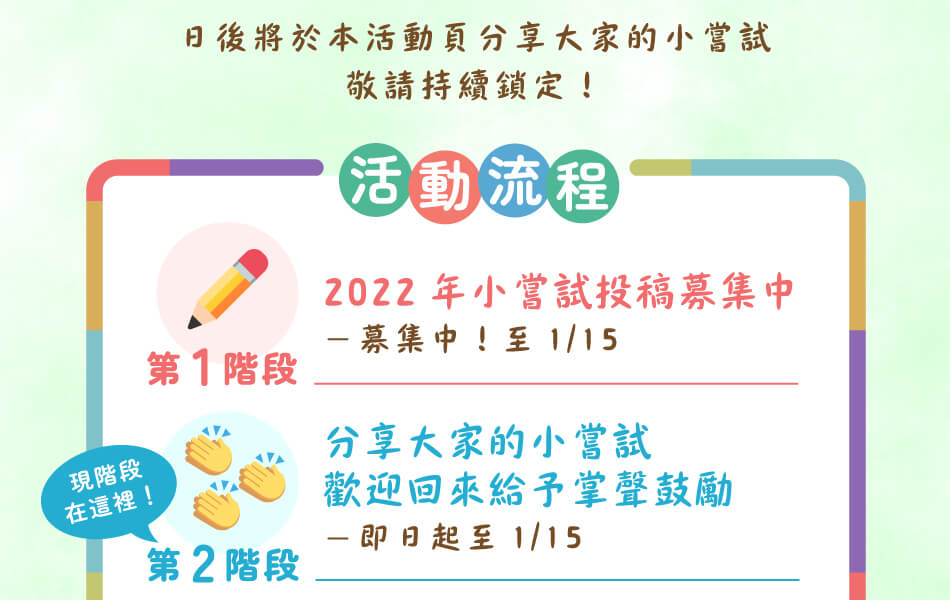 日後將於本活動頁分享大家的小嘗試
敬請持續鎖定！
活動流程
2022 年小嘗試投稿募集中
－募集中！至 1/15
第1階段
分享大家的小嘗試
歡迎回來給予掌聲鼓勵
－即日起至 1/15
現階段
在這裡！
第2階段